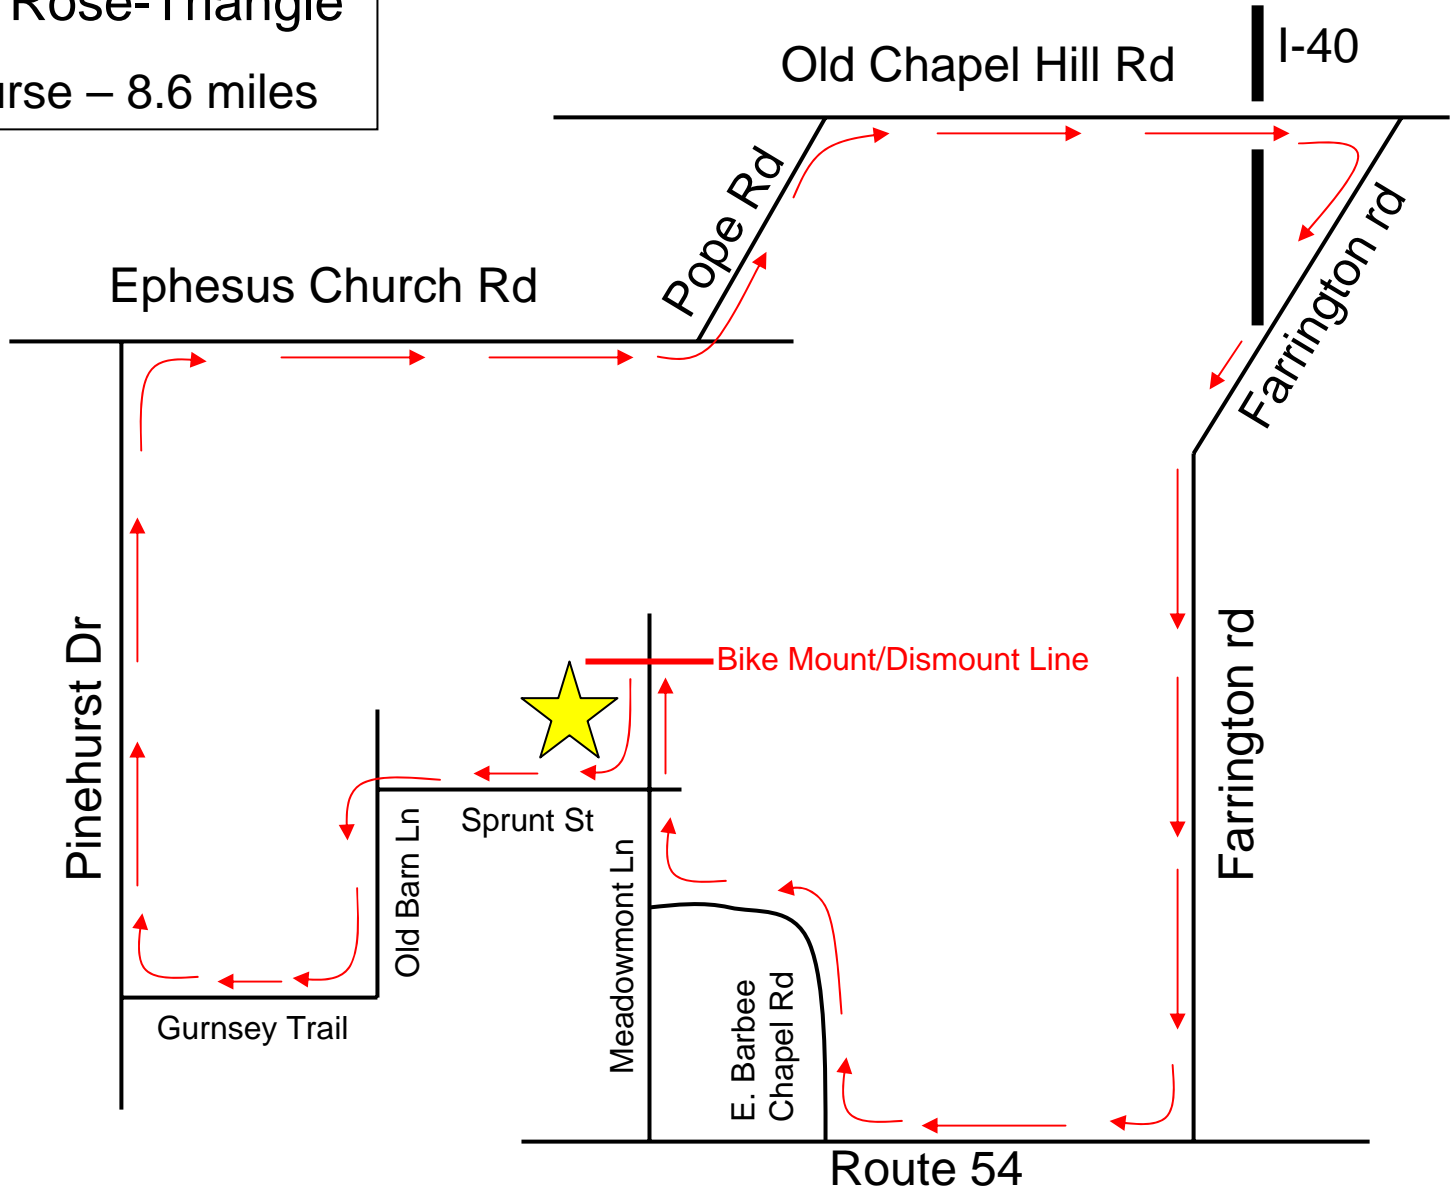 Rose-Triangle
– 8.6 miles
Old Chapel Hill Rd
I-40
Pope Rd
Farrington rd
Ephesus Church Rd
Pinehurst Dr
Bike Mount/Dismount Line
Farrington rd
Sprunt St
Old Barn Ln
Meadowmont Ln
E. Barbee
Chapel Rd
Gurnsey Trail
Route 54